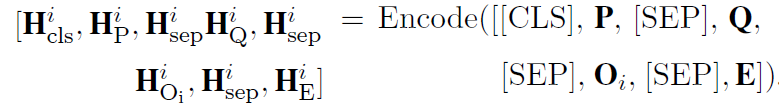 [H^i_cls, H^i_P, H^i_sep H^i_Q, H^i_sep = Encode([[CLS], P, [SEP], Q,
H^i_{O_i}, H^i_sep, H^i_E] [SEP], O_i, [SEP], E])